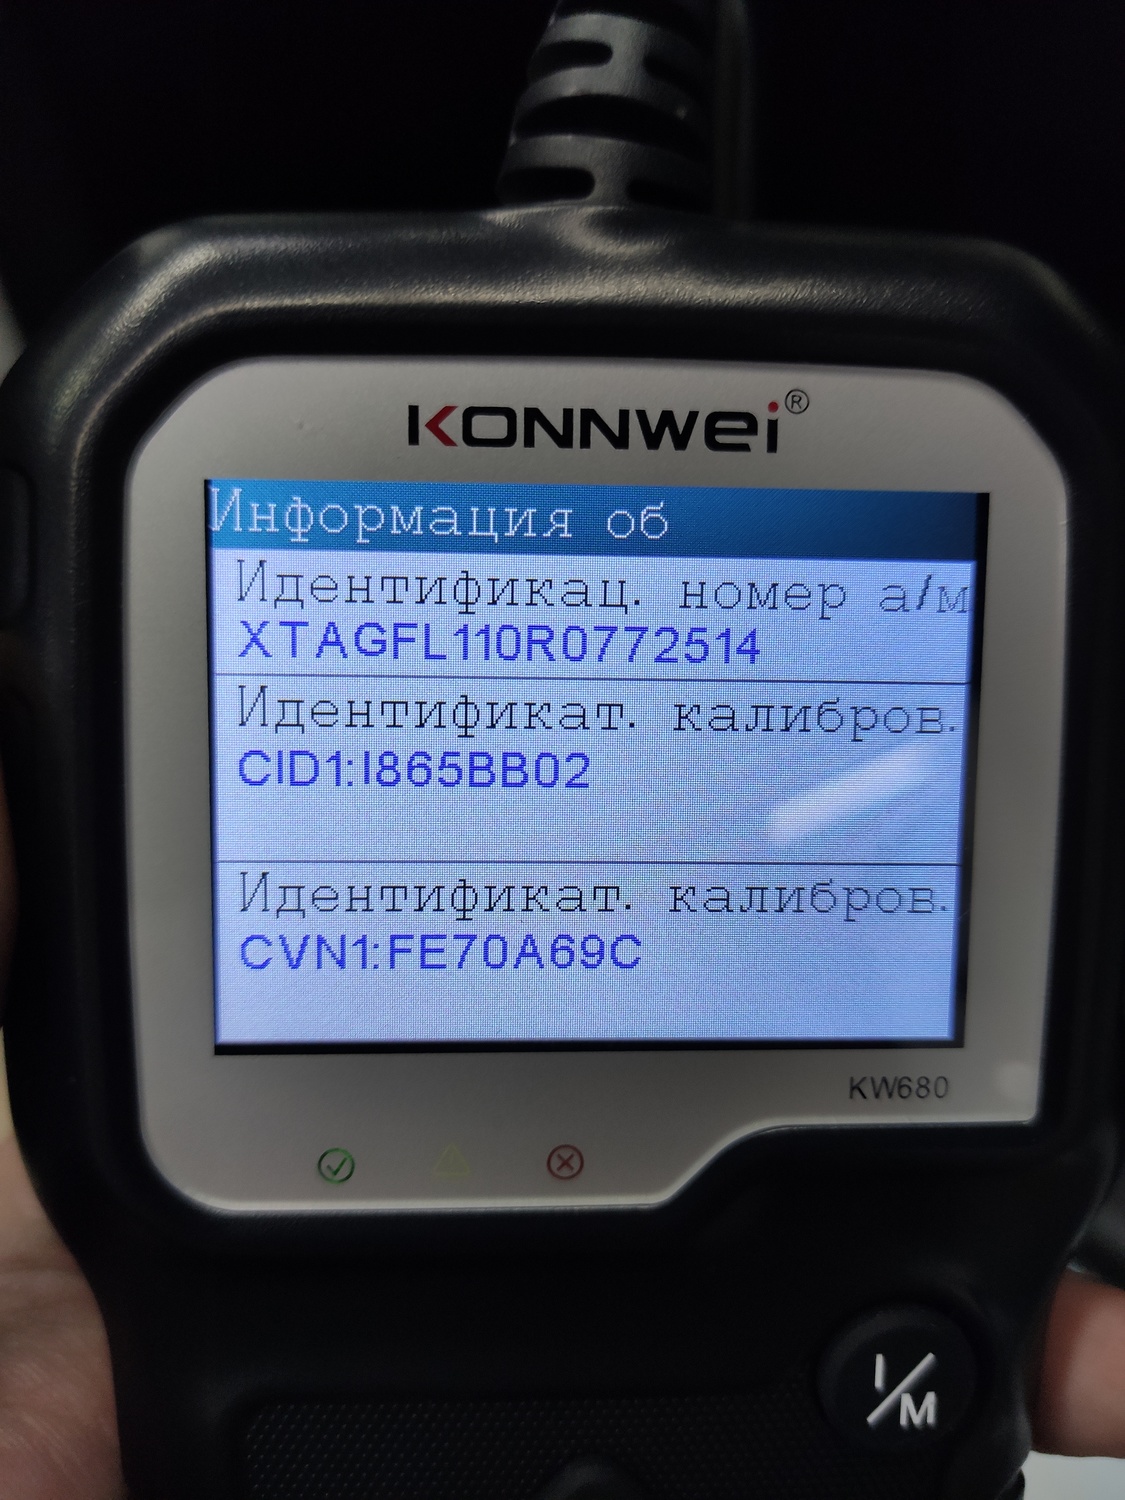 KONNWEI®
Информация об
Идентификац. номер а/м
XTAGFL110R0772514
Идентификат. калибров.
CID1:I865BB02
Идентификат. калибров.
CVN1:FE70A69C
KW680
I/M